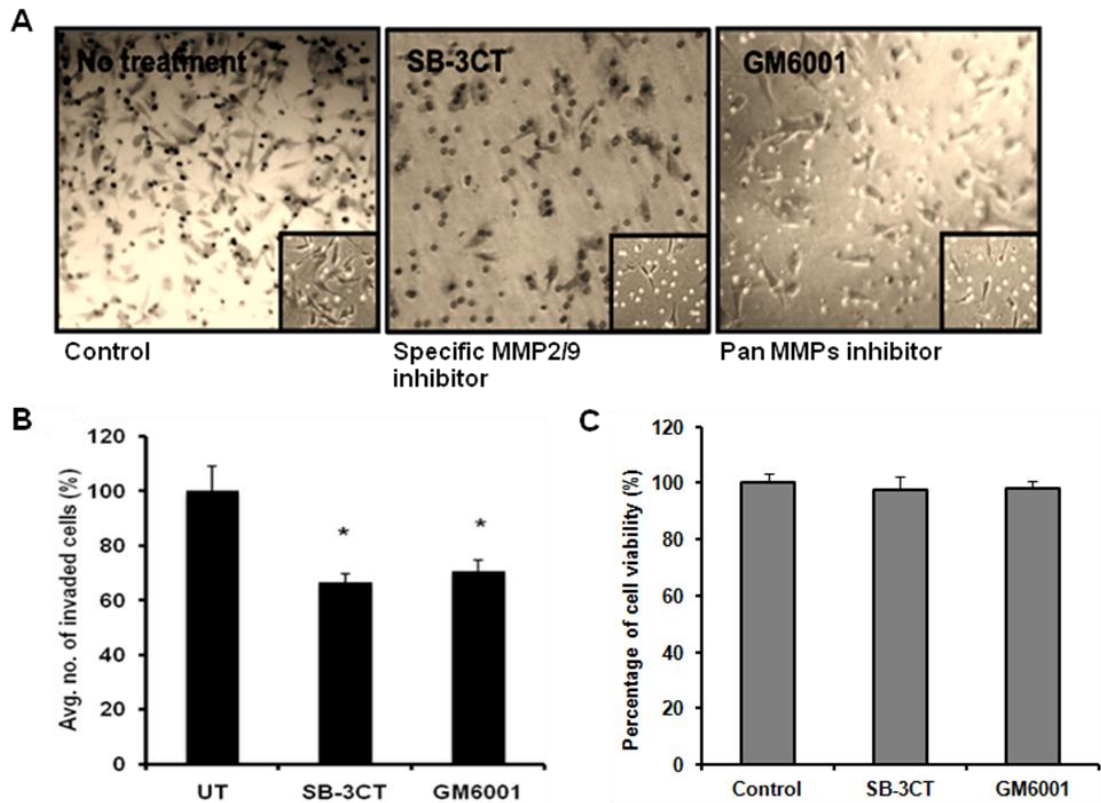 A
No treatment
SB-3CT
GM6001
Control
Specific MMP2/9
inhibitor
Pan MMPs inhibitor
B
Avg. no. of invaded cells (%)
120
100
80
60
40
20
0
*
*
UT
SB-3CT
GM6001
C
Percentage of cell viability (%)
120
100
80
60
40
20
0
Control
SB-3CT
GM6001